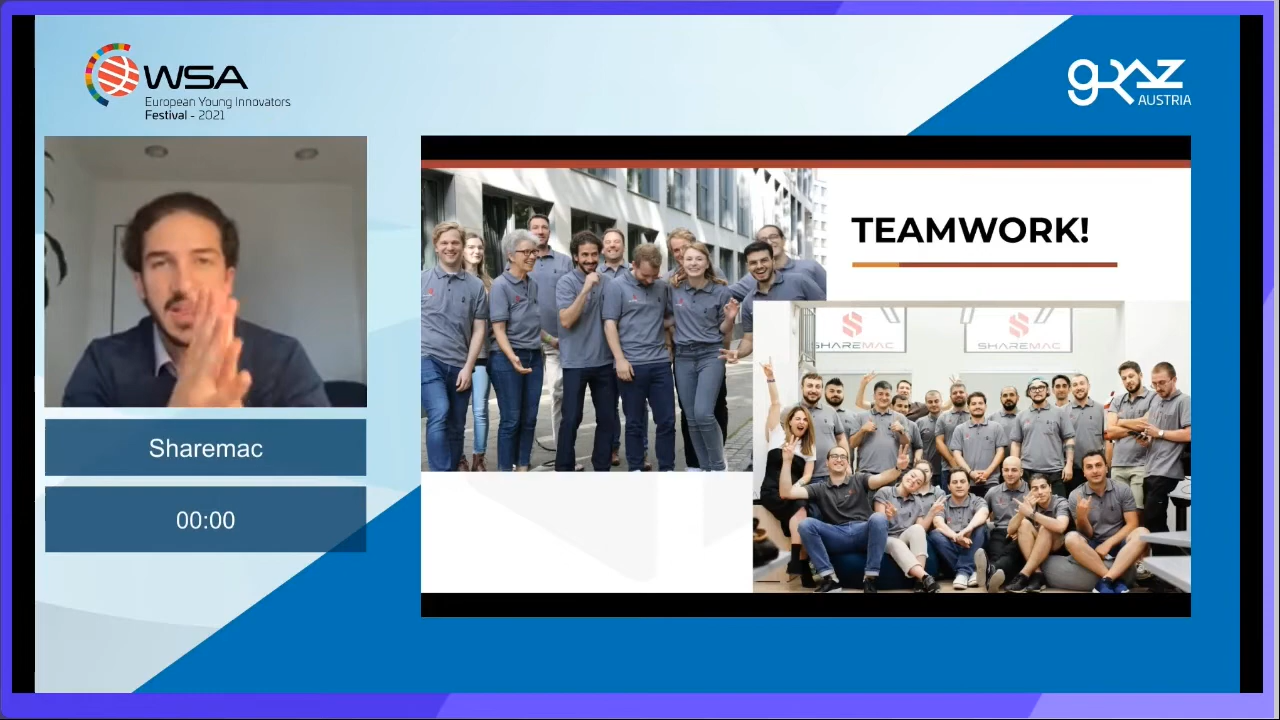 WSA
European Young Innovators
Festival - 2021
GRAZ
AUSTRIA
TEAMWORK!
SHAREMAC
SHAREMAC
Sharemac
00:00